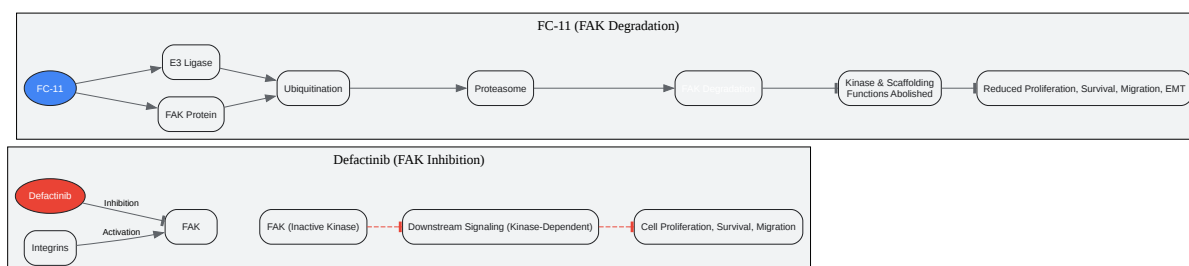 FC-11 (FAK Degradation)
FC-11
E3 Ligase
FAK Protein
Ubiquitination
Proteasome
FAK Degradation
Kinase & Scaffolding
Functions Abolished
Reduced Proliferation, Survival, Migration, EMT
Defactinib (FAK Inhibition)
Defactinib
Integrins
Inhibition
Activation
FAK
FAK (Inactive Kinase)
Downstream Signaling (Kinase-Dependent)
Cell Proliferation, Survival, Migration